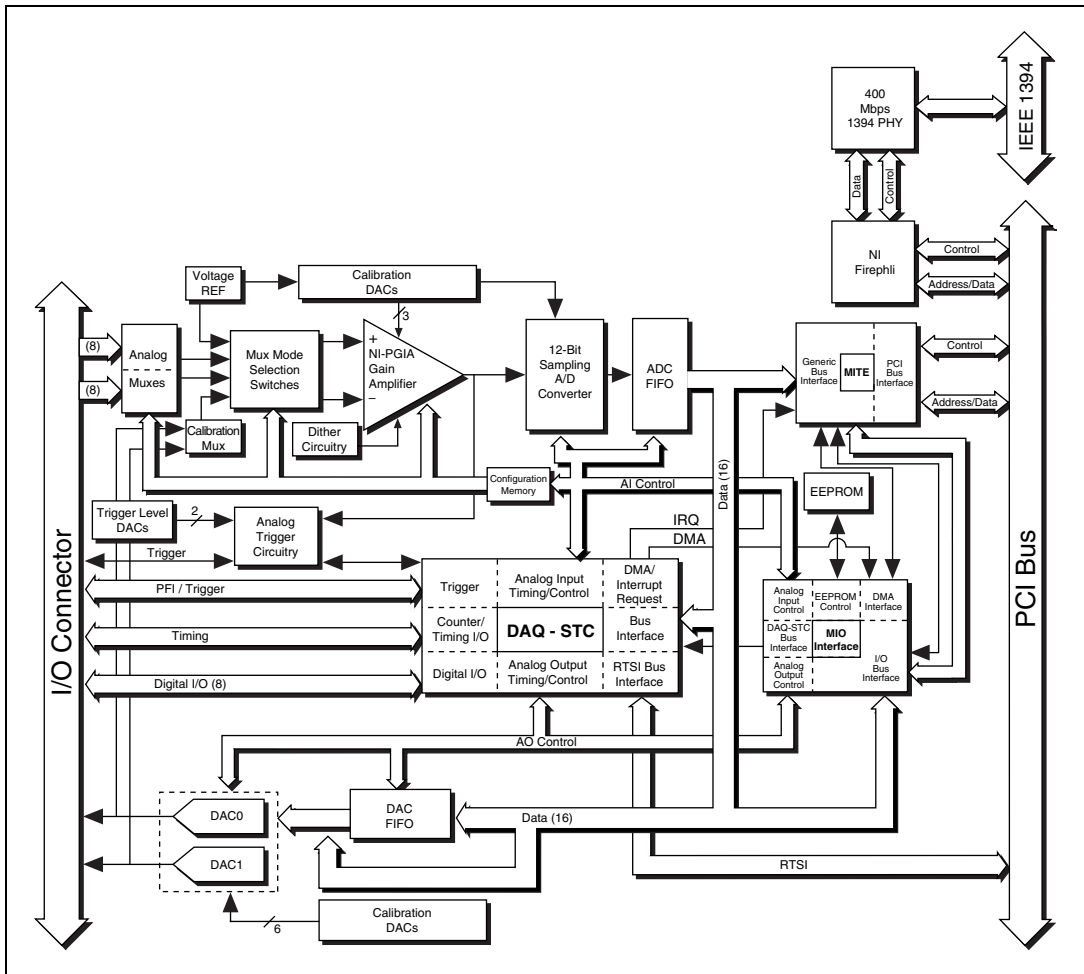 400
Mbps
1394 PHY
IEEE 1394
Data
Control
NI
Firephli
Control
Address/Data
Voltage
REF
Calibration
DACs
3
(8)
(8)
Analog
Muxes
Mux Mode
Selection
Switches
+
NI-PGIA
Gain
Amplifier
–
12-Bit
Sampling
A/D
Converter
ADC
FIFO
Generic
Bus
Interface
MITE
PCI
Bus
Interface
Control
Address/Data
Calibration
Mux
Dither
Circuitry
Configuration
Memory
AI Control
Data (16)
EEPROM
Trigger Level
DACs
2
Analog
Trigger
Circuitry
IRQ
DMA
Trigger
I/O Connector
PCI Bus
PFI / Trigger
Timing
Digital I/O (8)
Trigger
Analog Input
Timing/Control
DMA/
Interrupt
Request
Counter/
Timing I/O
DAQ - STC
Bus
Interface
Digital I/O
Analog Output
Timing/Control
RTSI Bus
Interface
Analog
Input
Control
EEPROM
Control
DMA
Interface
DAQ-STC
Bus
Interface
MIO
Interface
I/O
Bus
Interface
Analog
Output
Control
AO Control
DAC0
DAC1
DAC
FIFO
Data (16)
RTSI
6
Calibration
DACs